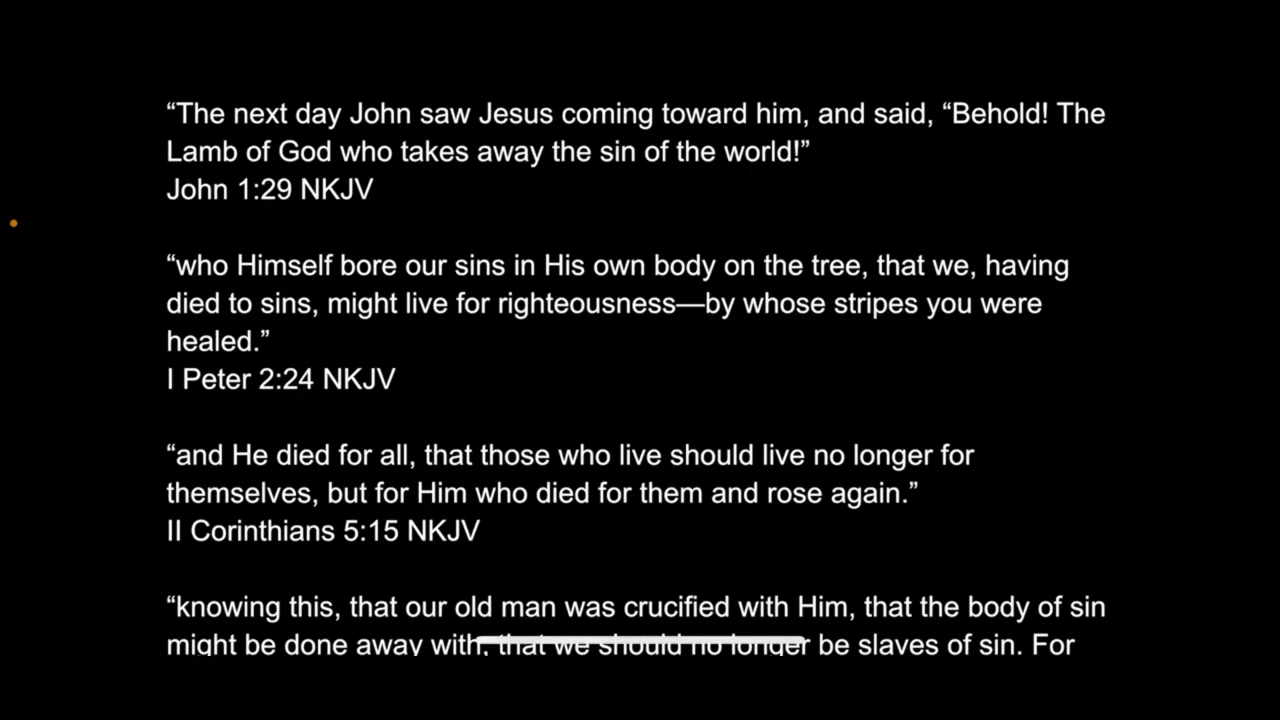 “The next day John saw Jesus coming toward him, and said, “Behold! The
Lamb of God who takes away the sin of the world!”
John 1:29 NKJV
“who Himself bore our sins in His own body on the tree, that we, having
died to sins, might live for righteousness—by whose stripes you were
healed.”
I Peter 2:24 NKJV
“and He died for all, that those who live should live no longer for
themselves, but for Him who died for them and rose again.”
II Corinthians 5:15 NKJV
“knowing this, that our old man was crucified with Him, that the body of sin
might be done away with, that we should no longer be slaves of sin. For